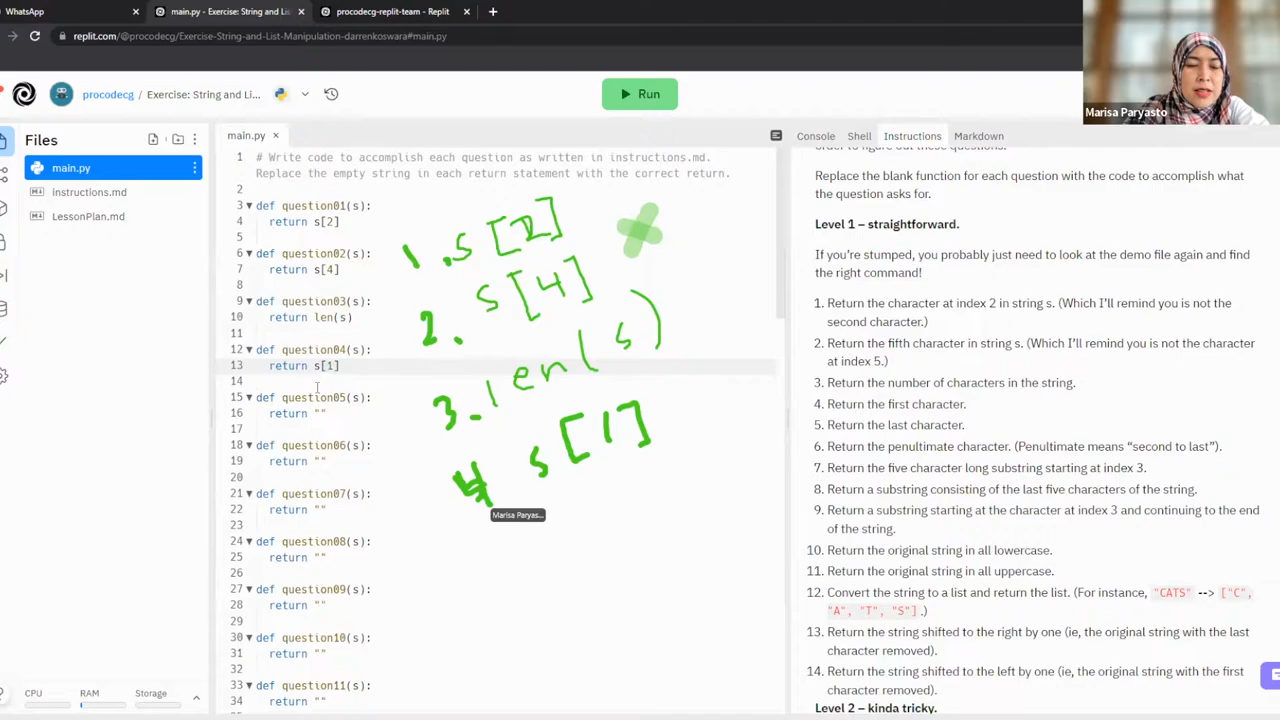 WhatsApp
main.py - Exercise: String and Lis
procodecg-replit-team - Replit
replit.com/@procodecg/Exercise-String-and-List-Manipulation-darrenkoswara#main.py
procodecg / Exercise: String and Li...
Run
Marisa Paryasto
Files
main.py
instructions.md
LessonPlan.md
main.py
1 # Write code to accomplish each question as written in instructions.md.
Replace the empty string in each return statement with the correct return.
2
3 def question01(s):
4 return s[2]
5
6 def question02(s):
7 return s[4]
8
9 def question03(s):
10 return len(s)
11
12 def question04(s):
13 return s[1]
14
15 def question05(s):
16 return ""
17
18 def question06(s):
19 return ""
20
21 def question07(s):
22 return ""
23
24 def question08(s):
25 return ""
26
27 def question09(s):
28 return ""
29
30 def question10(s):
31 return ""
32
33 def question11(s):
34 return ""
1. s[2]
2. s[4]
3. len(s)
4 s[1]
Marisa Paryas...
Console Shell Instructions Markdown
order to figure out these questions.
Replace the blank function for each question with the code to accomplish what
the question asks for.
Level 1 – straightforward.
If you're stumped, you probably just need to look at the demo file again and find
the right command!
1. Return the character at index 2 in string s. (Which I'll remind you is not the
second character.)
2. Return the fifth character in string s. (Which I'll remind you is not the character
at index 5.)
3. Return the number of characters in the string.
4. Return the first character.
5. Return the last character.
6. Return the penultimate character. (Penultimate means "second to last").
7. Return the five character long substring starting at index 3.
8. Return a substring consisting of the last five characters of the string.
9. Return a substring starting at the character at index 3 and continuing to the end
of the string.
10. Return the original string in all lowercase.
11. Return the original string in all uppercase.
12. Convert the string to a list and return the list. (For instance, "CATS" --> ["C",
"A", "T", "S"].)
13. Return the string shifted to the right by one (ie, the original string with the last
character removed).
14. Return the string shifted to the left by one (ie, the original string with the first
character removed).
Level 2 – kinda tricky.
CPU RAM Storage